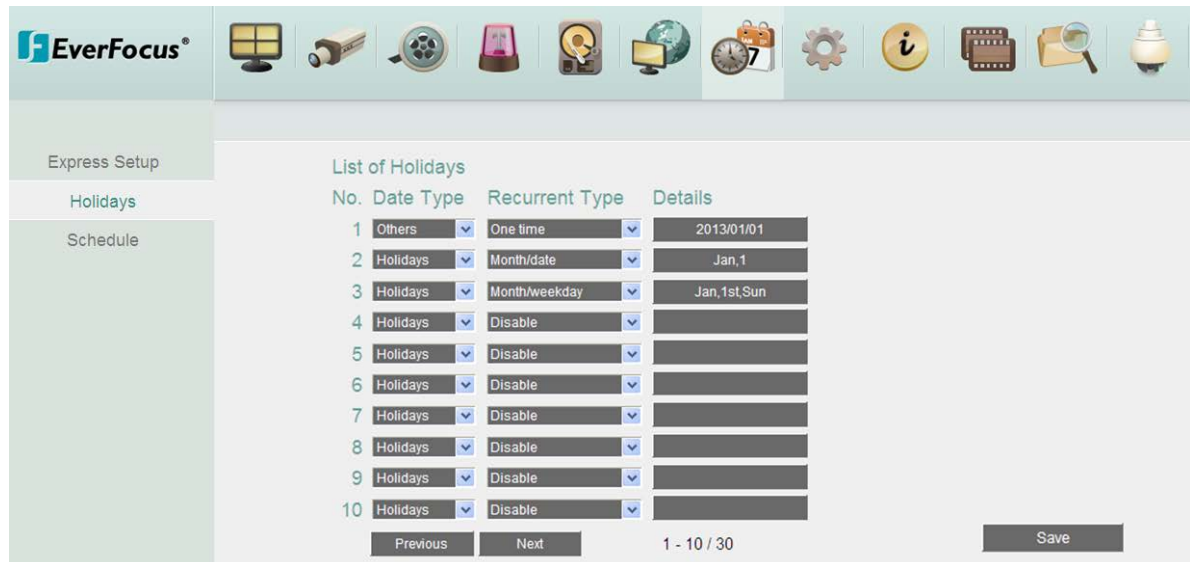 EverFocus®
7
Express Setup
Holidays
Schedule
List of Holidays
No. Date Type Recurrent Type Details
1 Others One time 2013/01/01
2 Holidays Month/date Jan,1
3 Holidays Month/weekday Jan,1st,Sun
4 Holidays Disable
5 Holidays Disable
6 Holidays Disable
7 Holidays Disable
8 Holidays Disable
9 Holidays Disable
10 Holidays Disable
Previous Next 1 - 10 / 30 Save